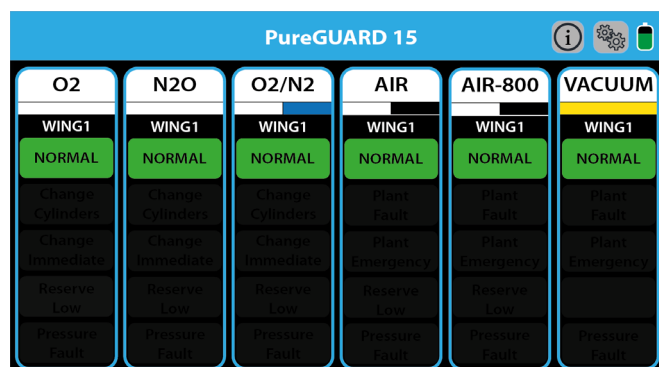 PureGUARD 15
O2 N2O O2/N2 AIR AIR-800 VACUUM
WING1 WING1 WING1 WING1 WING1 WING1
NORMAL NORMAL NORMAL NORMAL NORMAL NORMAL
Change Change Change Plant Plant Plant
Cylinders Cylinders Cylinders Fault Fault Fault
Change Change Change Plant Plant Plant
Immediate Immediate Immediate Emergency Emergency Emergency
Reserve Reserve Reserve Reserve Reserve
Low Low Low Low Low
Pressure Pressure Pressure Pressure Pressure Pressure
Fault Fault Fault Fault Fault Fault